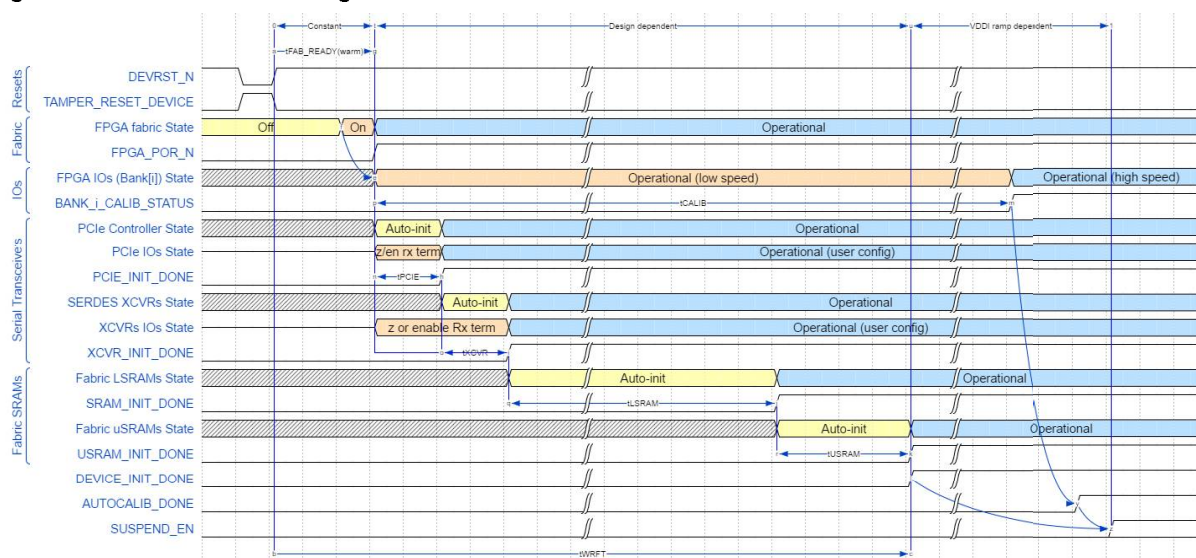 Constant
Design dependent
VDDI ramp dependent
tFAB_READY(warm)
Resets
DEVRST_N
TAMPER_RESET_DEVICE
Fabric
FPGA fabric State Off On Operational
FPGA_POR_N
IOs
FPGA IOs (Bank[i]) State Operational (low speed) Operational (high speed)
BANK_i_CALIB_STATUS tCALIB
Serial Transceivers
PCIe Controller State Auto-init Operational
PCIe IOs State z/en rx term Operational (user config)
PCIE_INIT_DONE tPCIE
SERDES XCVRs State Auto-init Operational
XCVRs IOs State z or enable Rx term Operational (user config)
XCVR_INIT_DONE tXCVR
Fabric SRAMs
Fabric LSRAMs State Auto-init Operational
SRAM_INIT_DONE tLSRAM
Fabric uSRAMs State Auto-init Operational
USRAM_INIT_DONE tUSRAM
DEVICE_INIT_DONE
AUTOCALIB_DONE
SUSPEND_EN
tWRFT